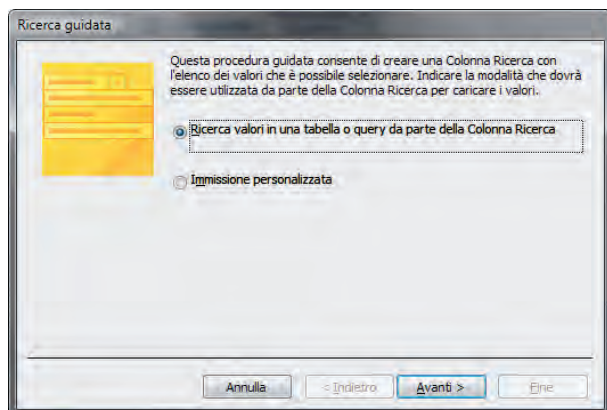 Ricerca guidata
Questa procedura guidata consente di creare una Colonna Ricerca con
l'elenco dei valori che è possibile selezionare. Indicare la modalità che dovrà
essere utilizzata da parte della Colonna Ricerca per caricare i valori.
Ricerca valori in una tabella o query da parte della Colonna Ricerca
Immissione personalizzata
Annulla < Indietro Avanti > Fine